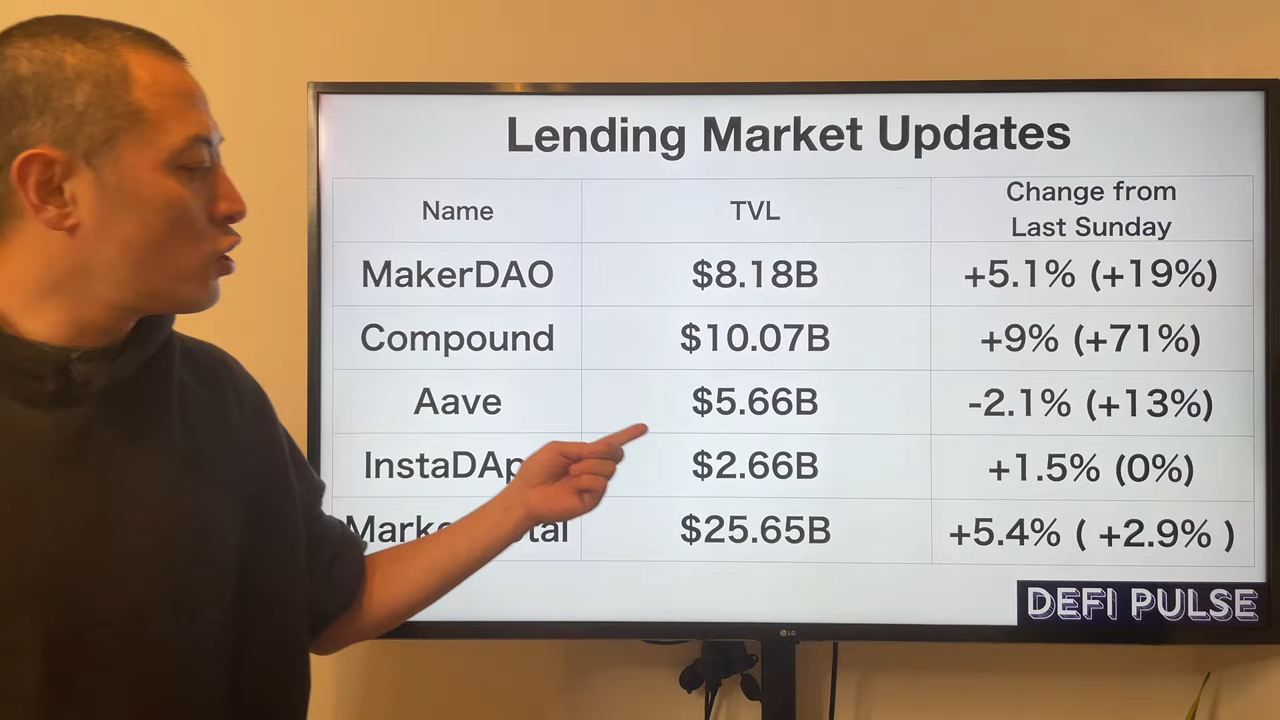 Lending Market Updates
Name TVL Change from
Last Sunday
MakerDAO $8.18B +5.1% (+19%)
Compound $10.07B +9% (+71%)
Aave $5.66B -2.1% (+13%)
$2.66B +1.5% (0%)
$25.65B +5.4% ( +2.9% )
DEFI PULSE
LG